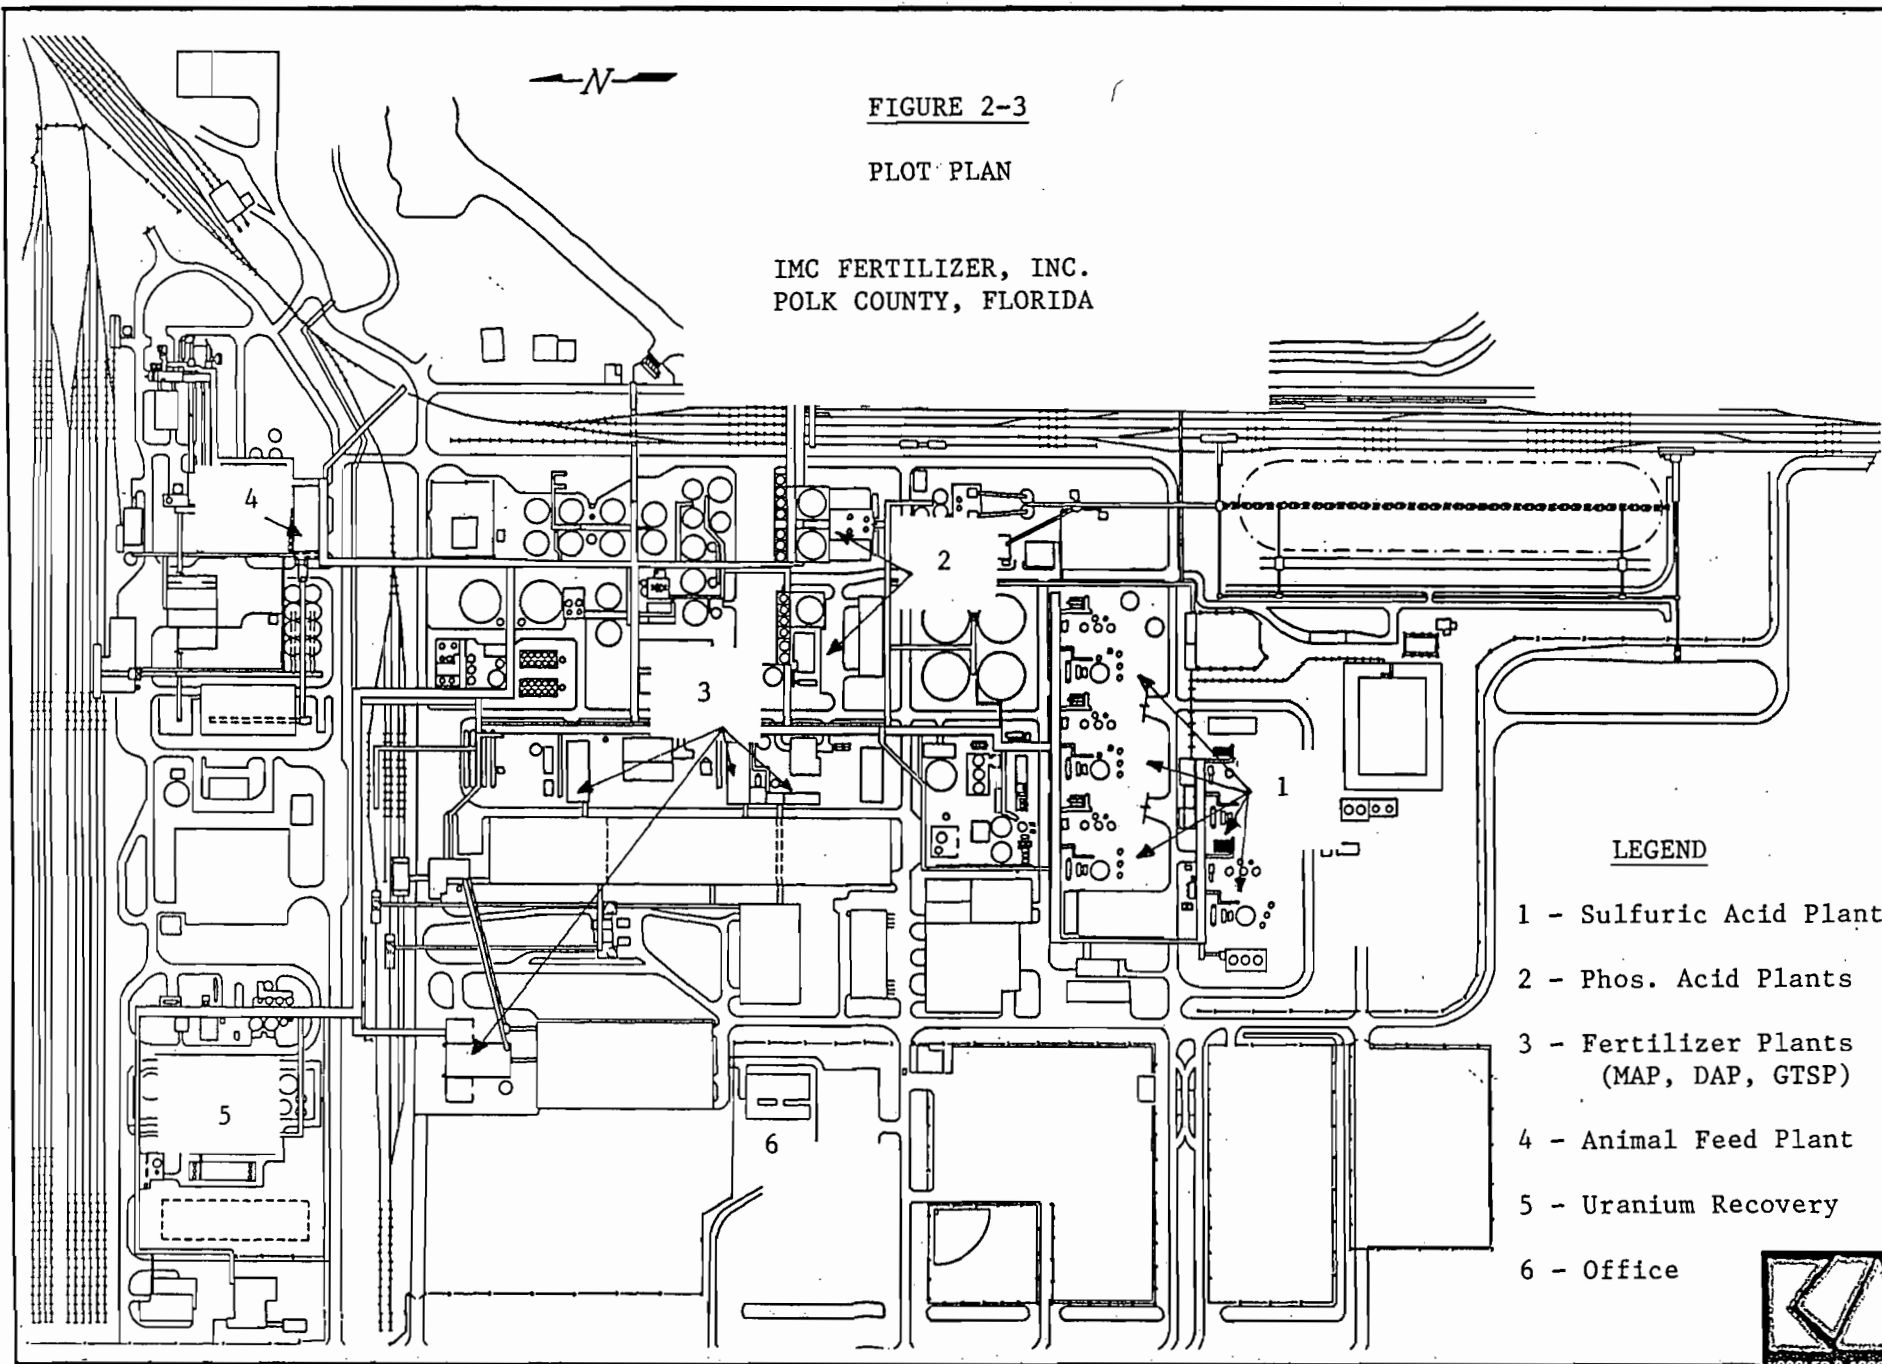 N
FIGURE 2-3
PLOT PLAN
IMC FERTILIZER, INC.
POLK COUNTY, FLORIDA
4
2
3
1
5
6
LEGEND
1 - Sulfuric Acid Plant
2 - Phos. Acid Plants
3 - Fertilizer Plants
(MAP, DAP, GTSP)
4 - Animal Feed Plant
5 - Uranium Recovery
6 - Office